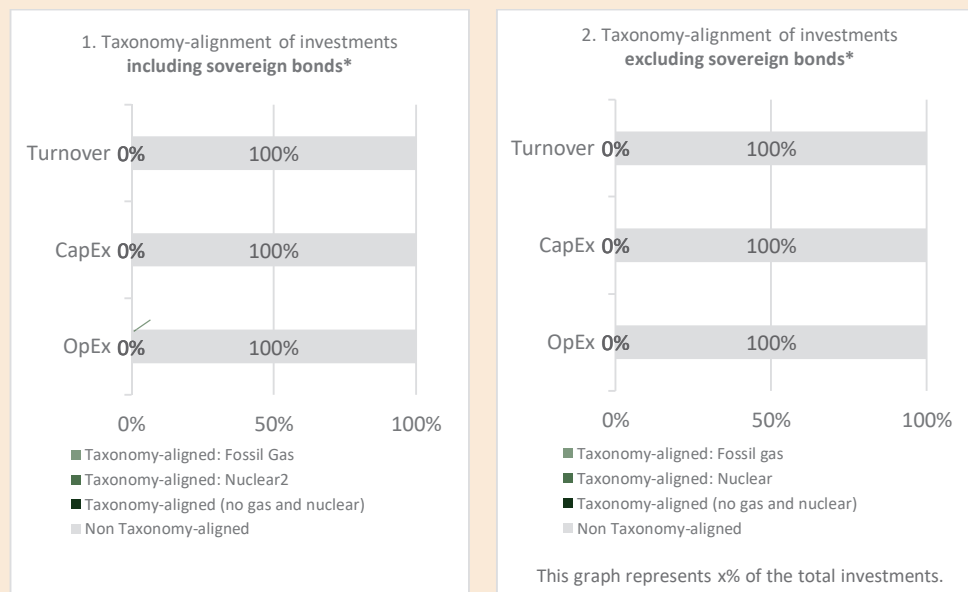 1. Taxonomy-alignment of investments
including sovereign bonds*
Turnover 0% 100%
CapEx 0% 100%
OpEx 0% 100%
0% 50% 100%
Taxonomy-aligned: Fossil Gas
Taxonomy-aligned: Nuclear2
Taxonomy-aligned (no gas and nuclear)
Non Taxonomy-aligned
2. Taxonomy-alignment of investments
excluding sovereign bonds*
Turnover 0% 100%
CapEx 0% 100%
OpEx 0% 100%
0% 50% 100%
Taxonomy-aligned: Fossil gas
Taxonomy-aligned: Nuclear
Taxonomy-aligned (no gas and nuclear)
Non Taxonomy-aligned
This graph represents x% of the total investments.